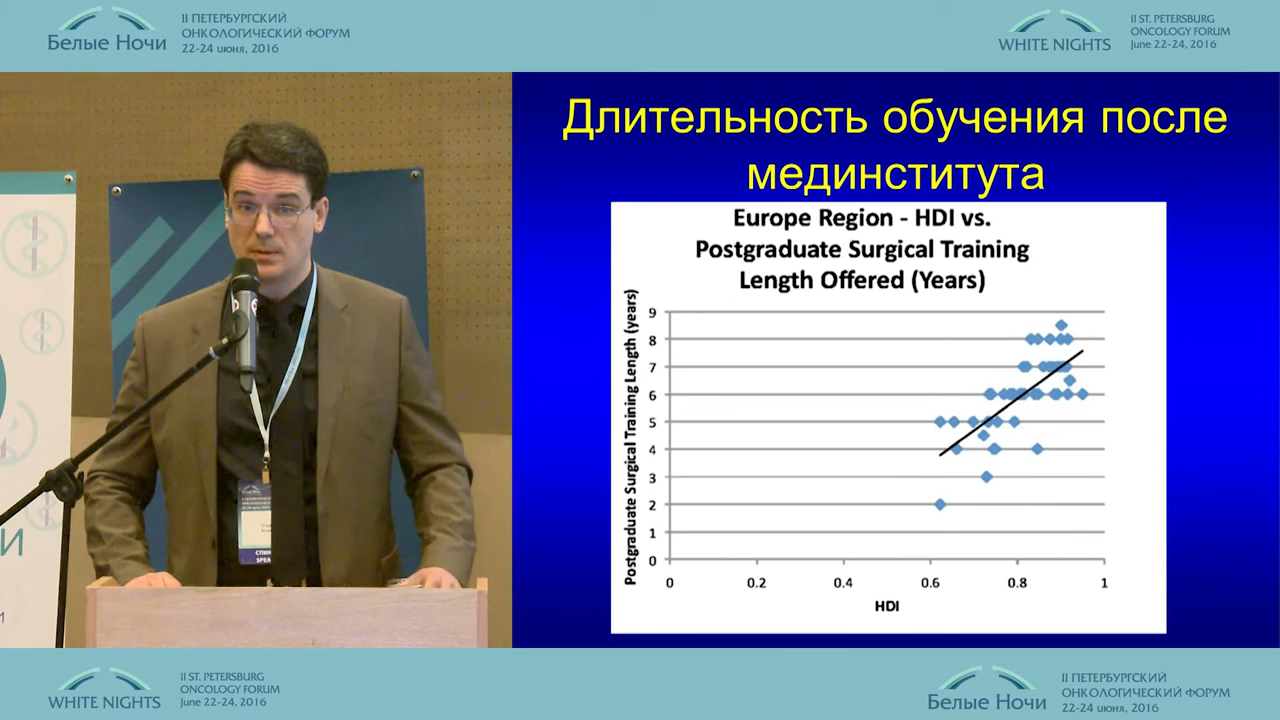 Белые Ночи
II ПЕТЕРБУРГСКИЙ
ОНКОЛОГИЧЕСКИЙ ФОРУМ
22-24 июня, 2016
WHITE NIGHTS
II ST. PETERSBURG
ONCOLOGY FORUM
June 22-24, 2016
Длительность обучения после
мединститута
Europe Region - HDI vs.
Postgraduate Surgical Training
Length Offered (Years)
Postgraduate Surgical Training Length (years)
9
8
7
6
5
4
3
2
1
0
0
0.2
0.4
0.6
0.8
1
HDI
И
СПИ
SPEA
WHITE NIGHTS
II ST. PETERSBURG
ONCOLOGY FORUM
June 22-24, 2016
Белые Ночи
II ПЕТЕРБУРГСКИЙ
ОНКОЛОГИЧЕСКИЙ ФОРУМ
22-24 июня, 2016